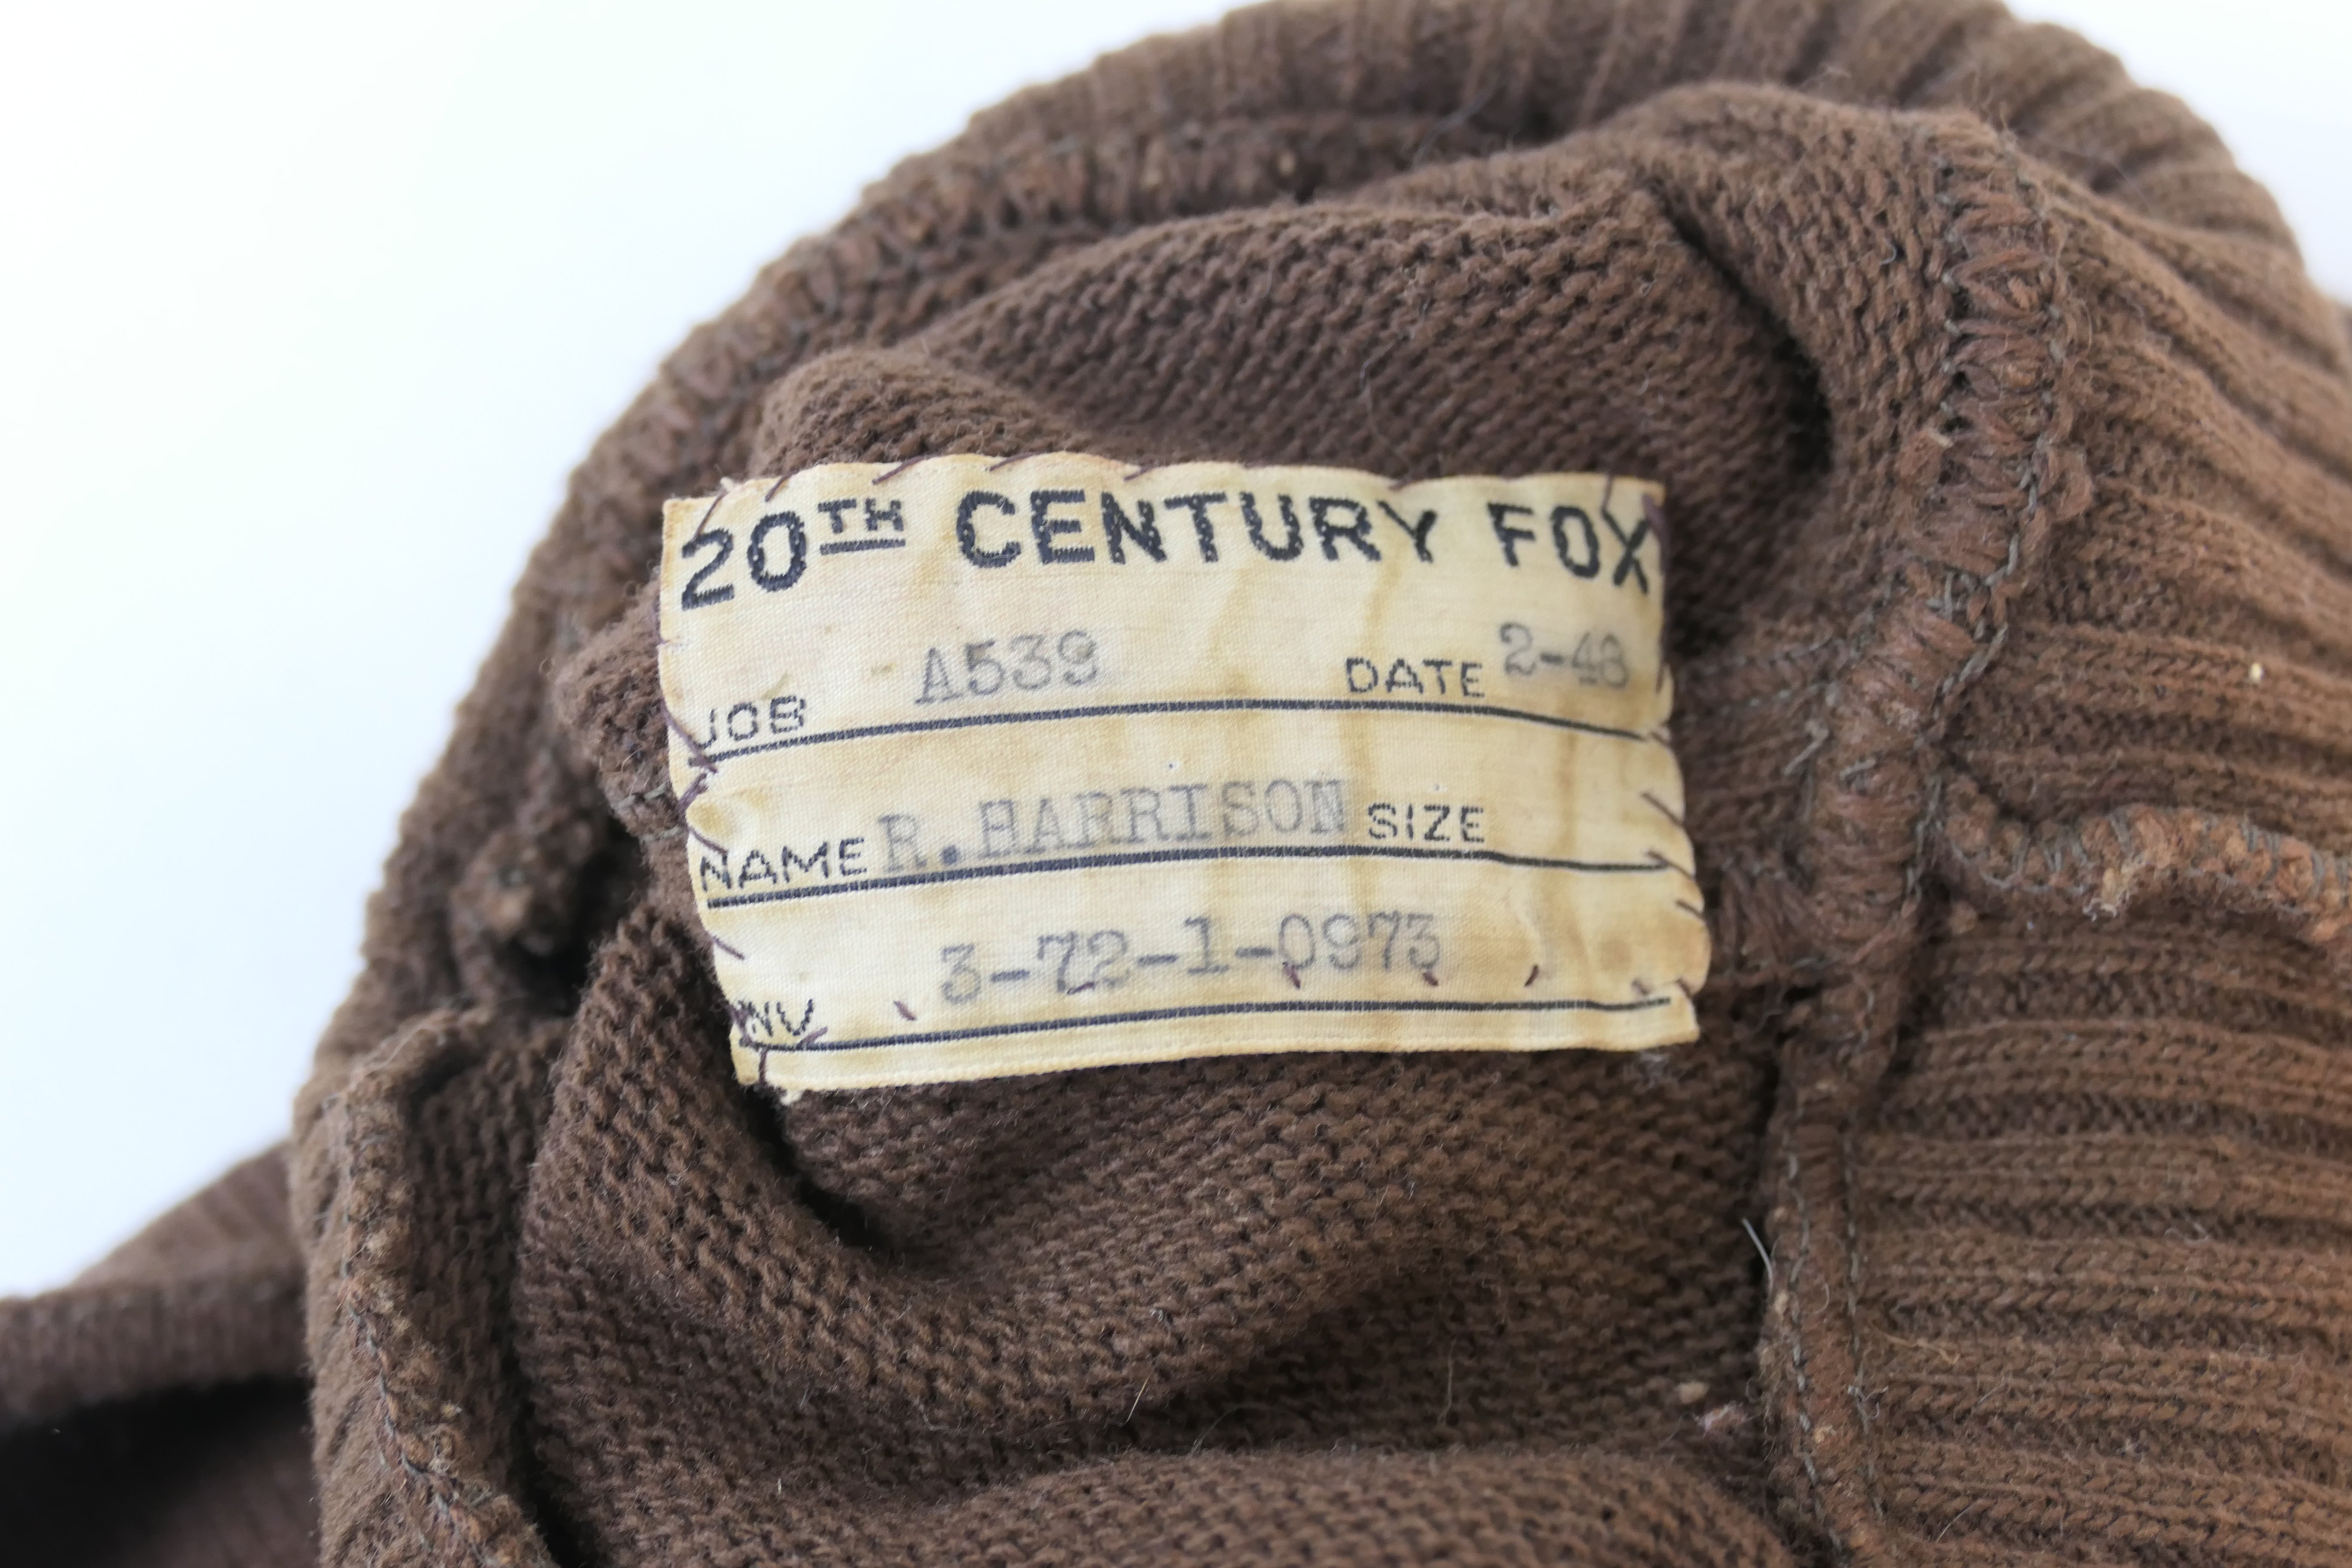 20TH CENTURY FOX
JOB A539 DATE 2-48
NAME R.HARRISON SIZE
INV 3-72-1-0973